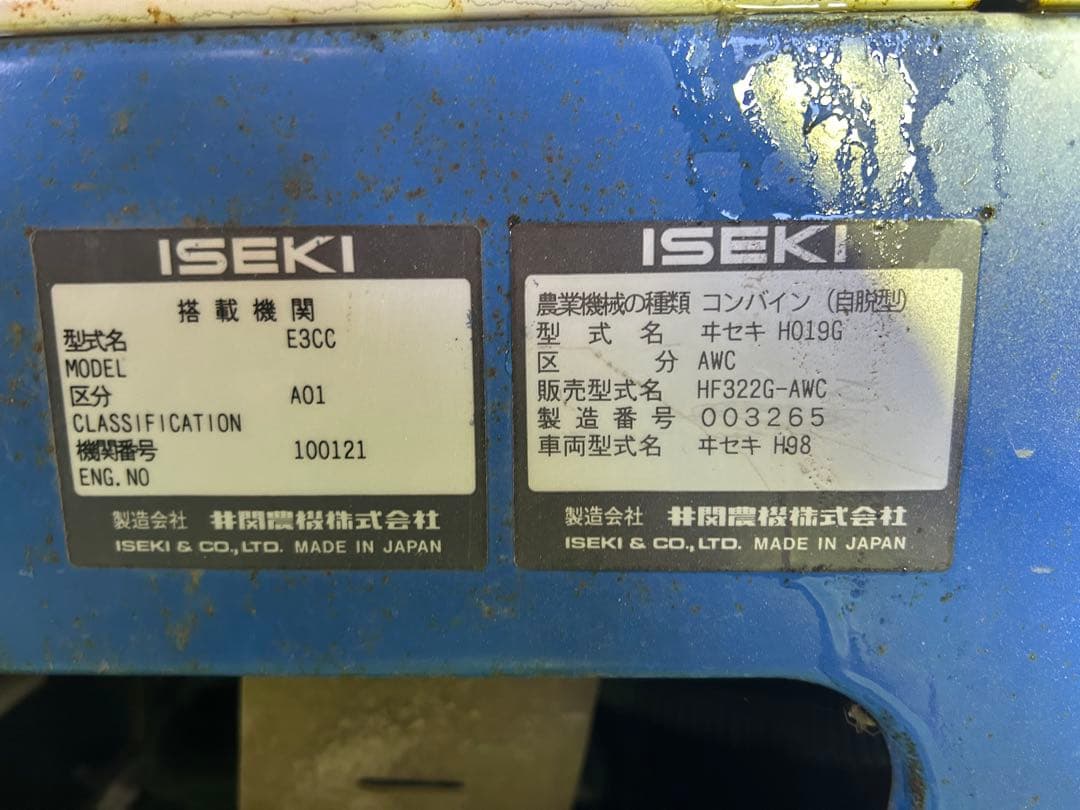 ISEKI
搭載機関
型式名 E3CC
MODEL
区分 A01
CLASSIFICATION
機関番号 100121
ENG.NO
製造会社 井関農機株式会社
ISEKI & CO.,LTD. MADE IN JAPAN
ISEKI
農業機械の種類 コンバイン (自脱型)
型式名 ヰセキ HO19G
区分 AWC
販売型式名 HF322G-AWC
製造番号 003265
車両型式名 ヰセキ H98
製造会社 井関農機株式会社
ISEKI & CO.,LTD. MADE IN JAPAN